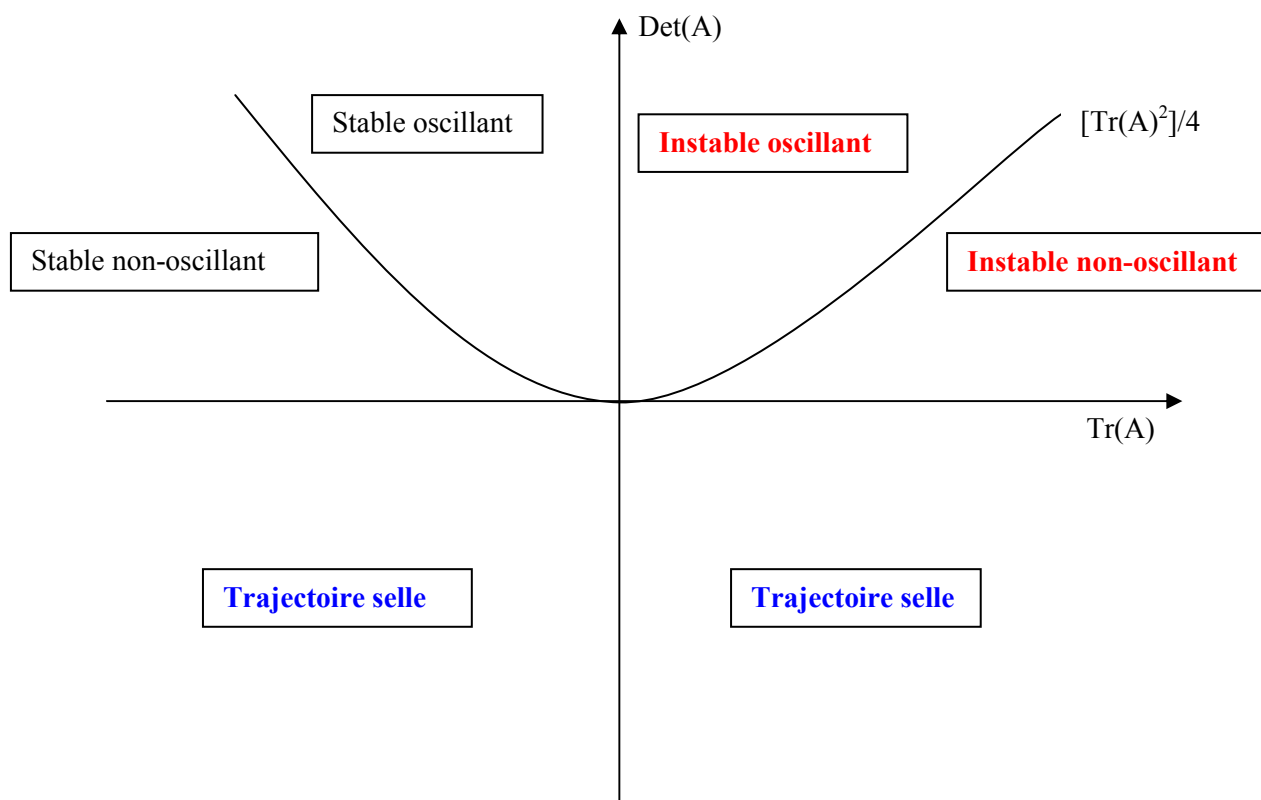 Det(A)
Stable oscillant
Instable oscillant
[Tr(A)²]/4
Stable non-oscillant
Instable non-oscillant
Tr(A)
Trajectoire selle
Trajectoire selle